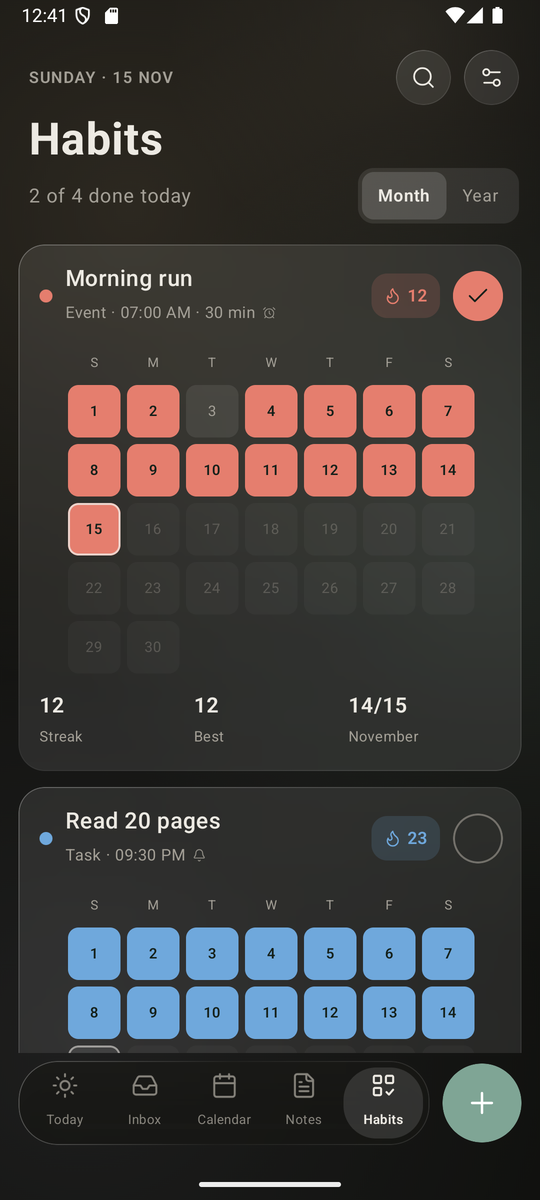 12:41
SUNDAY · 15 NOV
Habits
2 of 4 done today
Month Year
Morning run
Event · 07:00 AM · 30 min
12
S M T W T F S
1 2 3 4 5 6 7
8 9 10 11 12 13 14
15 16 17 18 19 20 21
22 23 24 25 26 27 28
29 30
12 12 14/15
Streak Best November
Read 20 pages
Task · 09:30 PM
23
S M T W T F S
1 2 3 4 5 6 7
8 9 10 11 12 13 14
Today Inbox Calendar Notes Habits